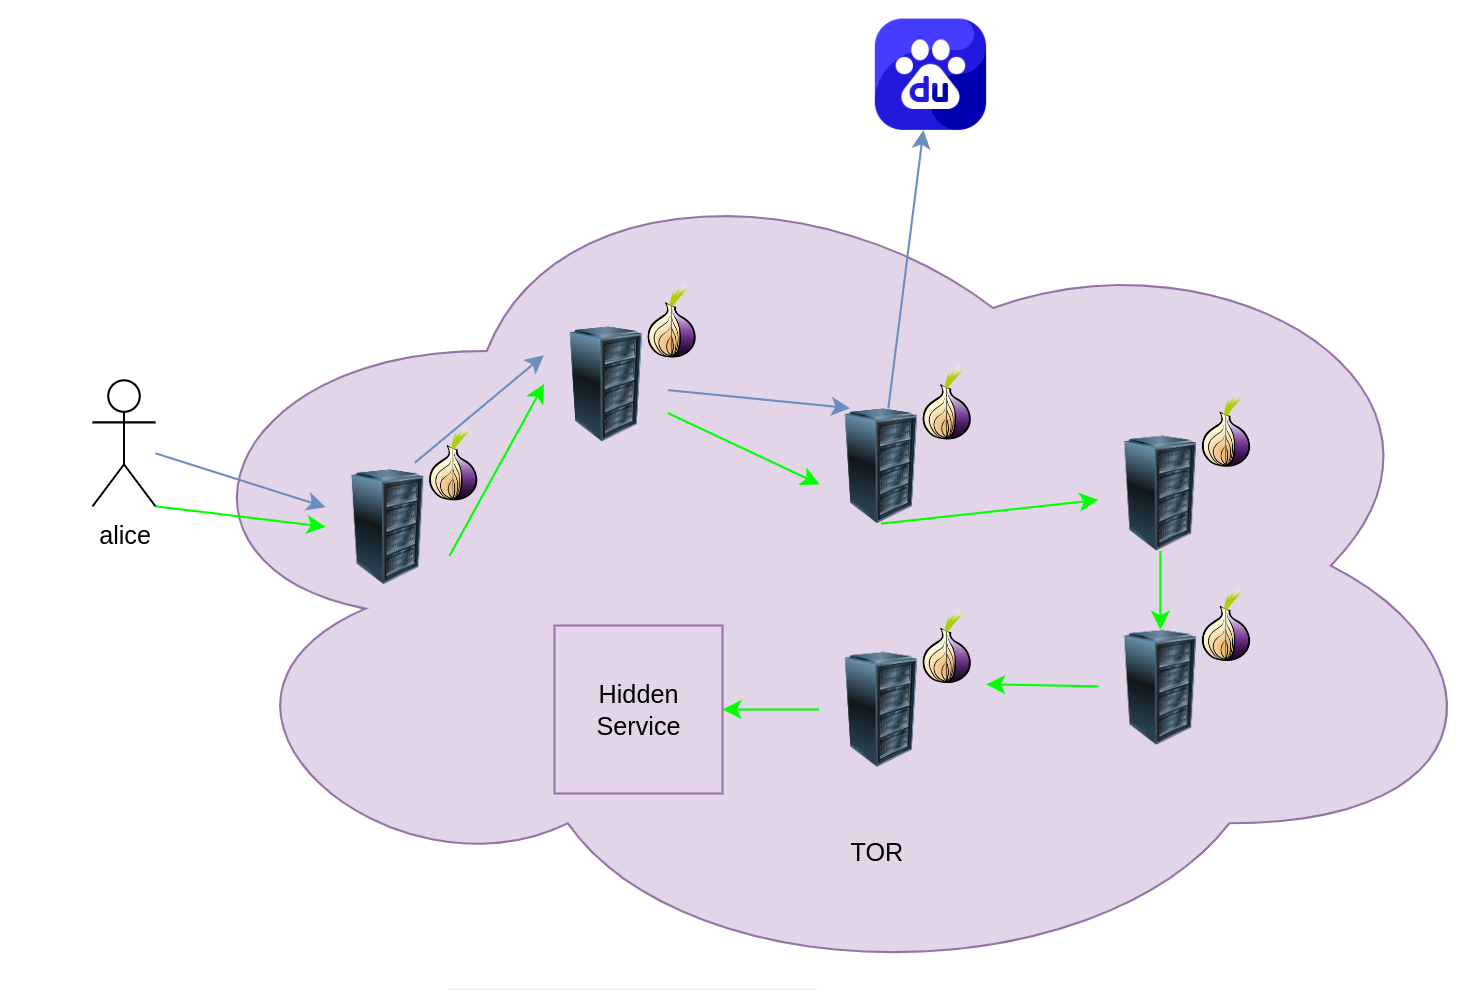 du
alice
Hidden
Service
TOR